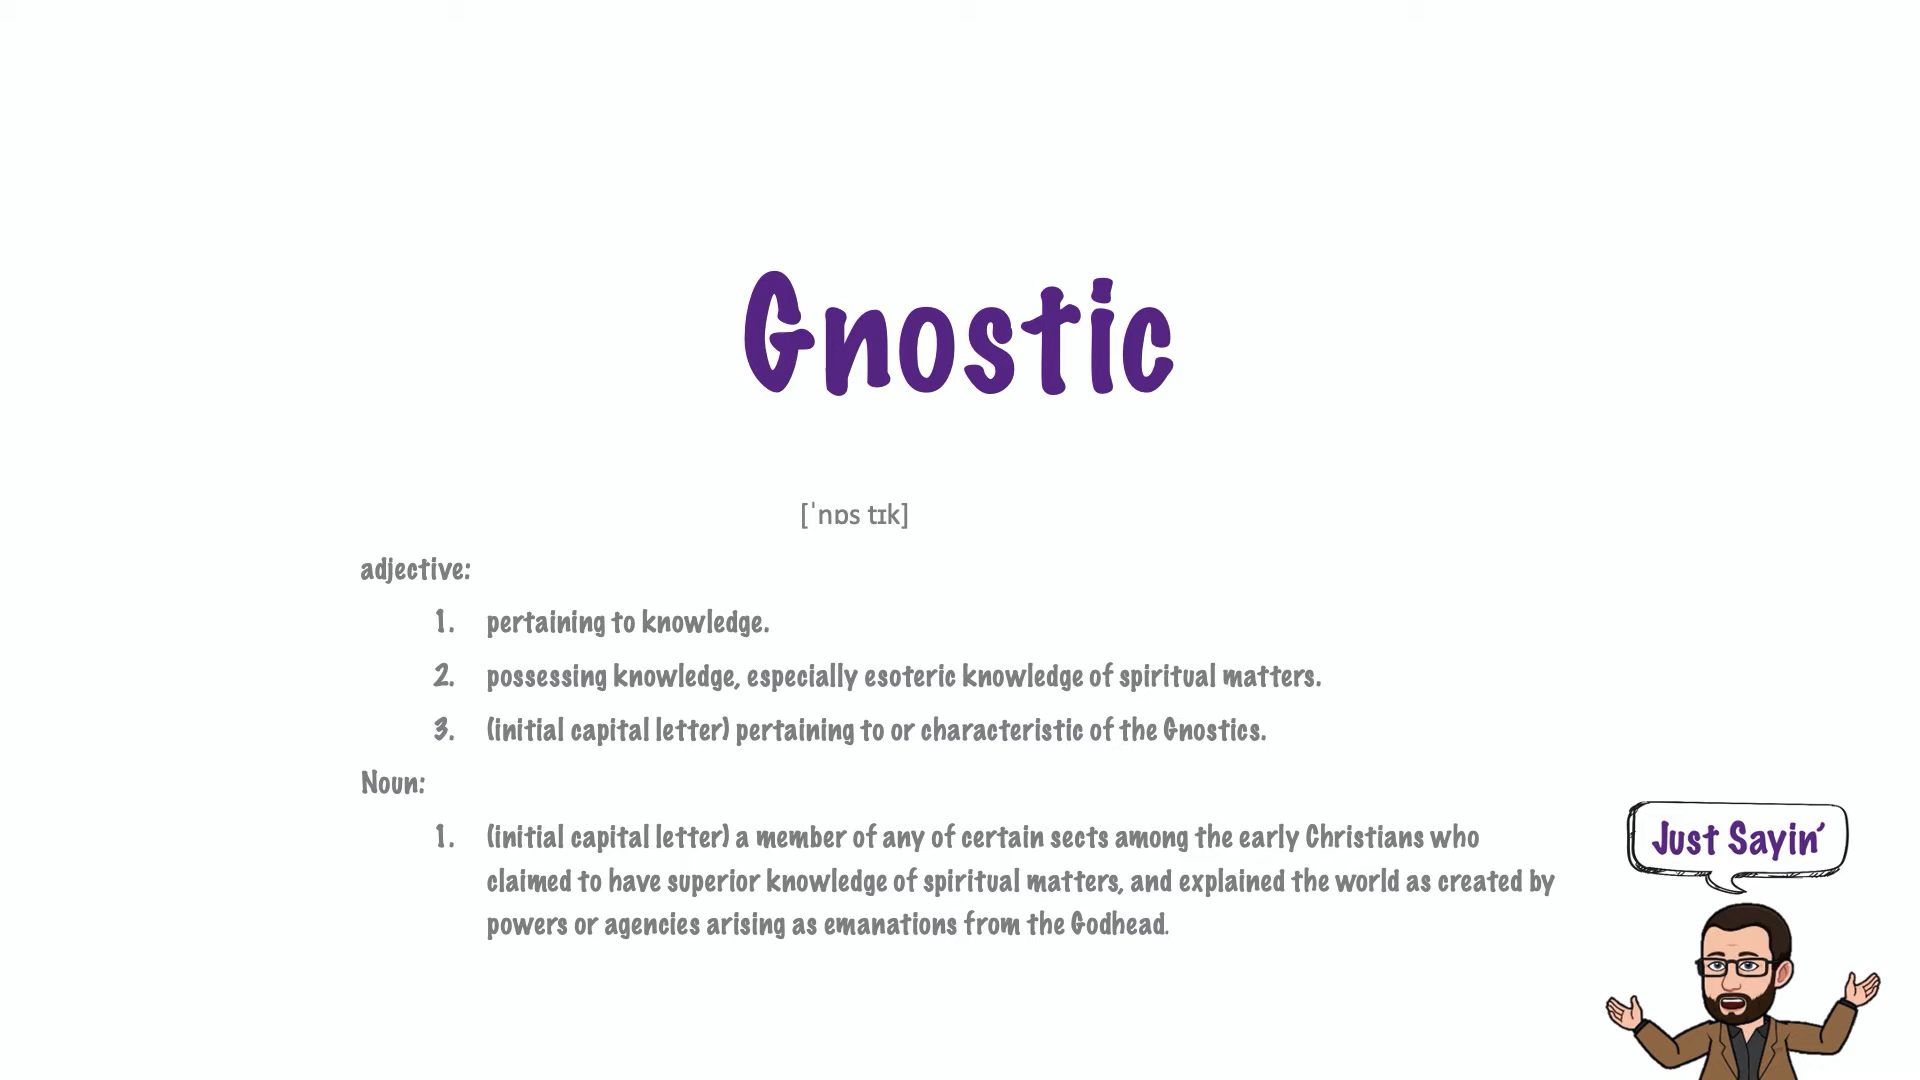 Gnostic
[ˈnɒs tɪk]
adjective:
1. pertaining to knowledge.
2. possessing knowledge, especially esoteric knowledge of spiritual matters.
3. (initial capital letter) pertaining to or characteristic of the Gnostics.
Noun:
1. (initial capital letter) a member of any of certain sects among the early Christians who
claimed to have superior knowledge of spiritual matters, and explained the world as created by
powers or agencies arising as emanations from the Godhead.
Just Sayin’